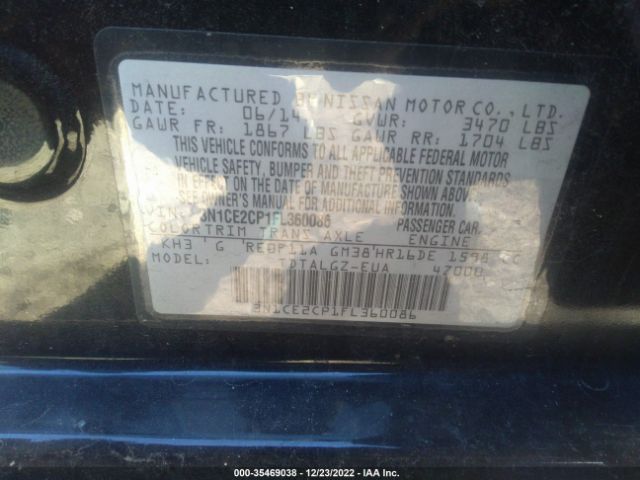 MANUFACTURED BY NISSAN MOTOR CO., LTD.
DATE: 06/14 GVWR: 3470 LBS
GAWR FR: 1867 LBS GAWR RR: 1704 LBS
THIS VEHICLE CONFORMS TO ALL APPLICABLE FEDERAL MOTOR
VEHICLE SAFETY, BUMPER AND THEFT PREVENTION STANDARDS
IN EFFECT ON THE DATE OF MANUFACTURE SHOWN ABOVE.
SEE OWNER'S MANUAL FOR ADDITIONAL INFORMATION
VIN: 3N1CE2CP1FL360086 PASSENGER CAR
COLOR TRIM TRANS AXLE ENGINE
KH3 G RE0F11A GM38 HR16DE 1598 CC
TDTALGZ-EUA 47000
3N1CE2CP1FL360086
000-35469038 - 12/23/2022 - IAA Inc.